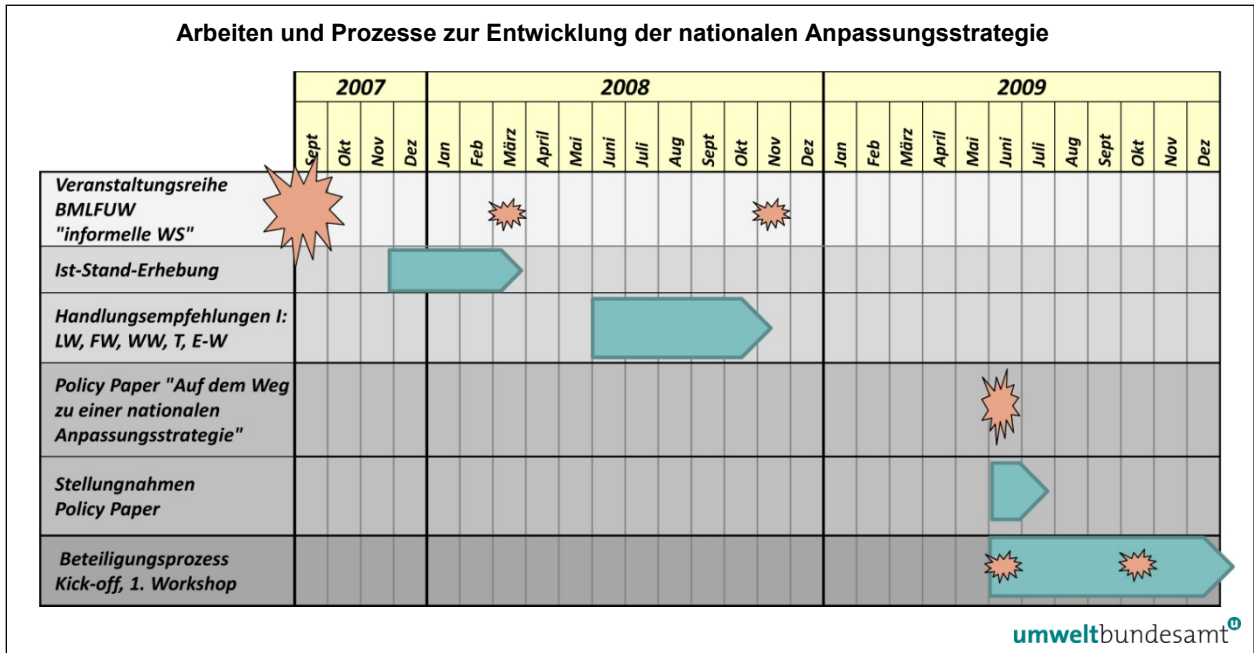 Arbeiten und Prozesse zur Entwicklung der nationalen Anpassungsstrategie
2007 2008 2009
Sept Okt Nov Dez Jan Feb März April Mai Juni Juli Aug Sept Okt Nov Dez Jan Feb März April Mai Juni Juli Aug Sept Okt Nov Dez
Veranstaltungsreihe
BMLFUW
"informelle WS"
Ist-Stand-Erhebung
Handlungsempfehlungen I:
LW, FW, WW, T, E-W
Policy Paper "Auf dem Weg
zu einer nationalen
Anpassungsstrategie"
Stellungnahmen
Policy Paper
Beteiligungsprozess
Kick-off, 1. Workshop
umweltbundesamt u